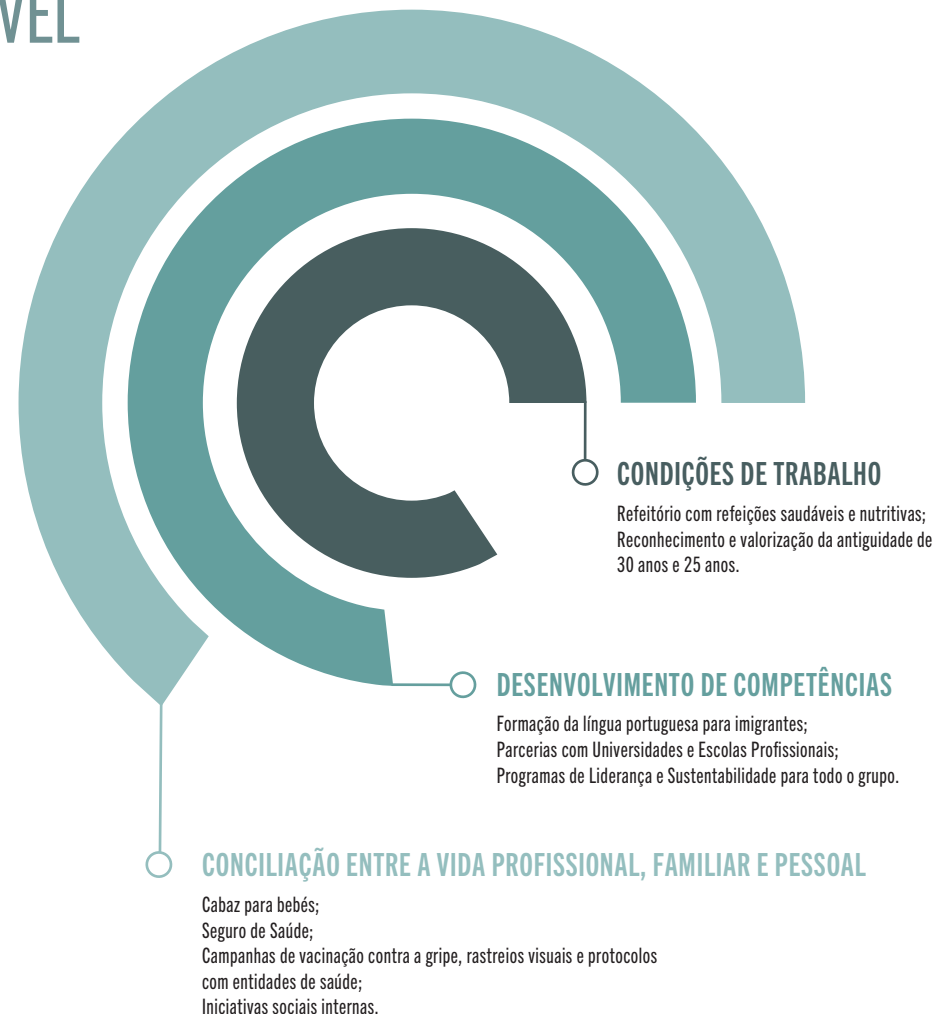 VEL
CONDIÇÕES DE TRABALHO
Refeitório com refeições saudáveis e nutritivas;
Reconhecimento e valorização da antiguidade de
30 anos e 25 anos.
DESENVOLVIMENTO DE COMPETÊNCIAS
Formação da língua portuguesa para imigrantes;
Parcerias com Universidades e Escolas Profissionais;
Programas de Liderança e Sustentabilidade para todo o grupo.
CONCILIAÇÃO ENTRE A VIDA PROFISSIONAL, FAMILIAR E PESSOAL
Cabaz para bebés;
Seguro de Saúde;
Campanhas de vacinação contra a gripe, rastreios visuais e protocolos
com entidades de saúde;
Iniciativas sociais internas.